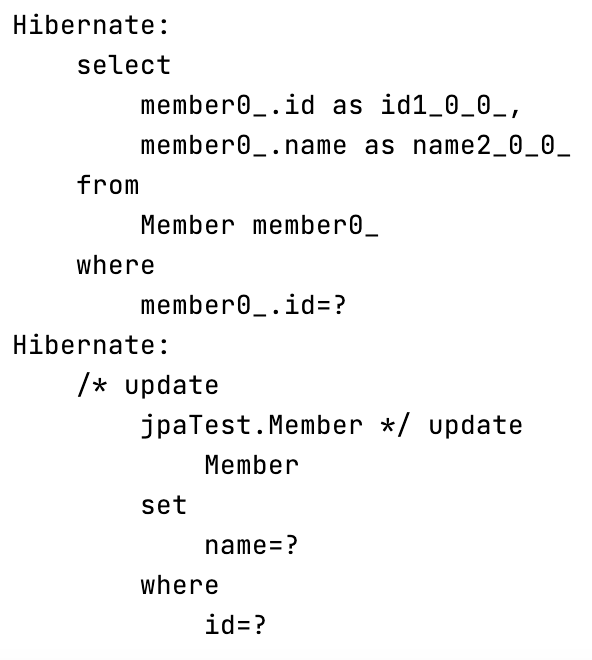 Hibernate:
    select
        member0_.id as id1_0_0_,
        member0_.name as name2_0_0_
    from
        Member member0_
    where
        member0_.id=?
Hibernate:
    /* update
        jpaTest.Member */ update
            Member
        set
            name=?
        where
            id=?